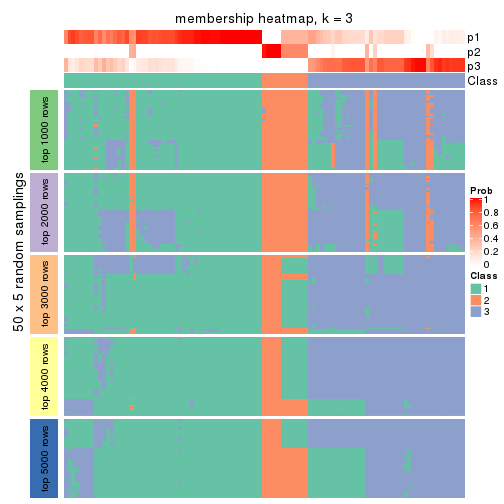 membership heatmap, k = 3
p1
p2
p3
Class
50 x 5 random samplings
top 1000 rows
top 2000 rows
top 3000 rows
top 4000 rows
top 5000 rows
Prob
1
0.8
0.6
0.4
0.2
0
Class
1
2
3